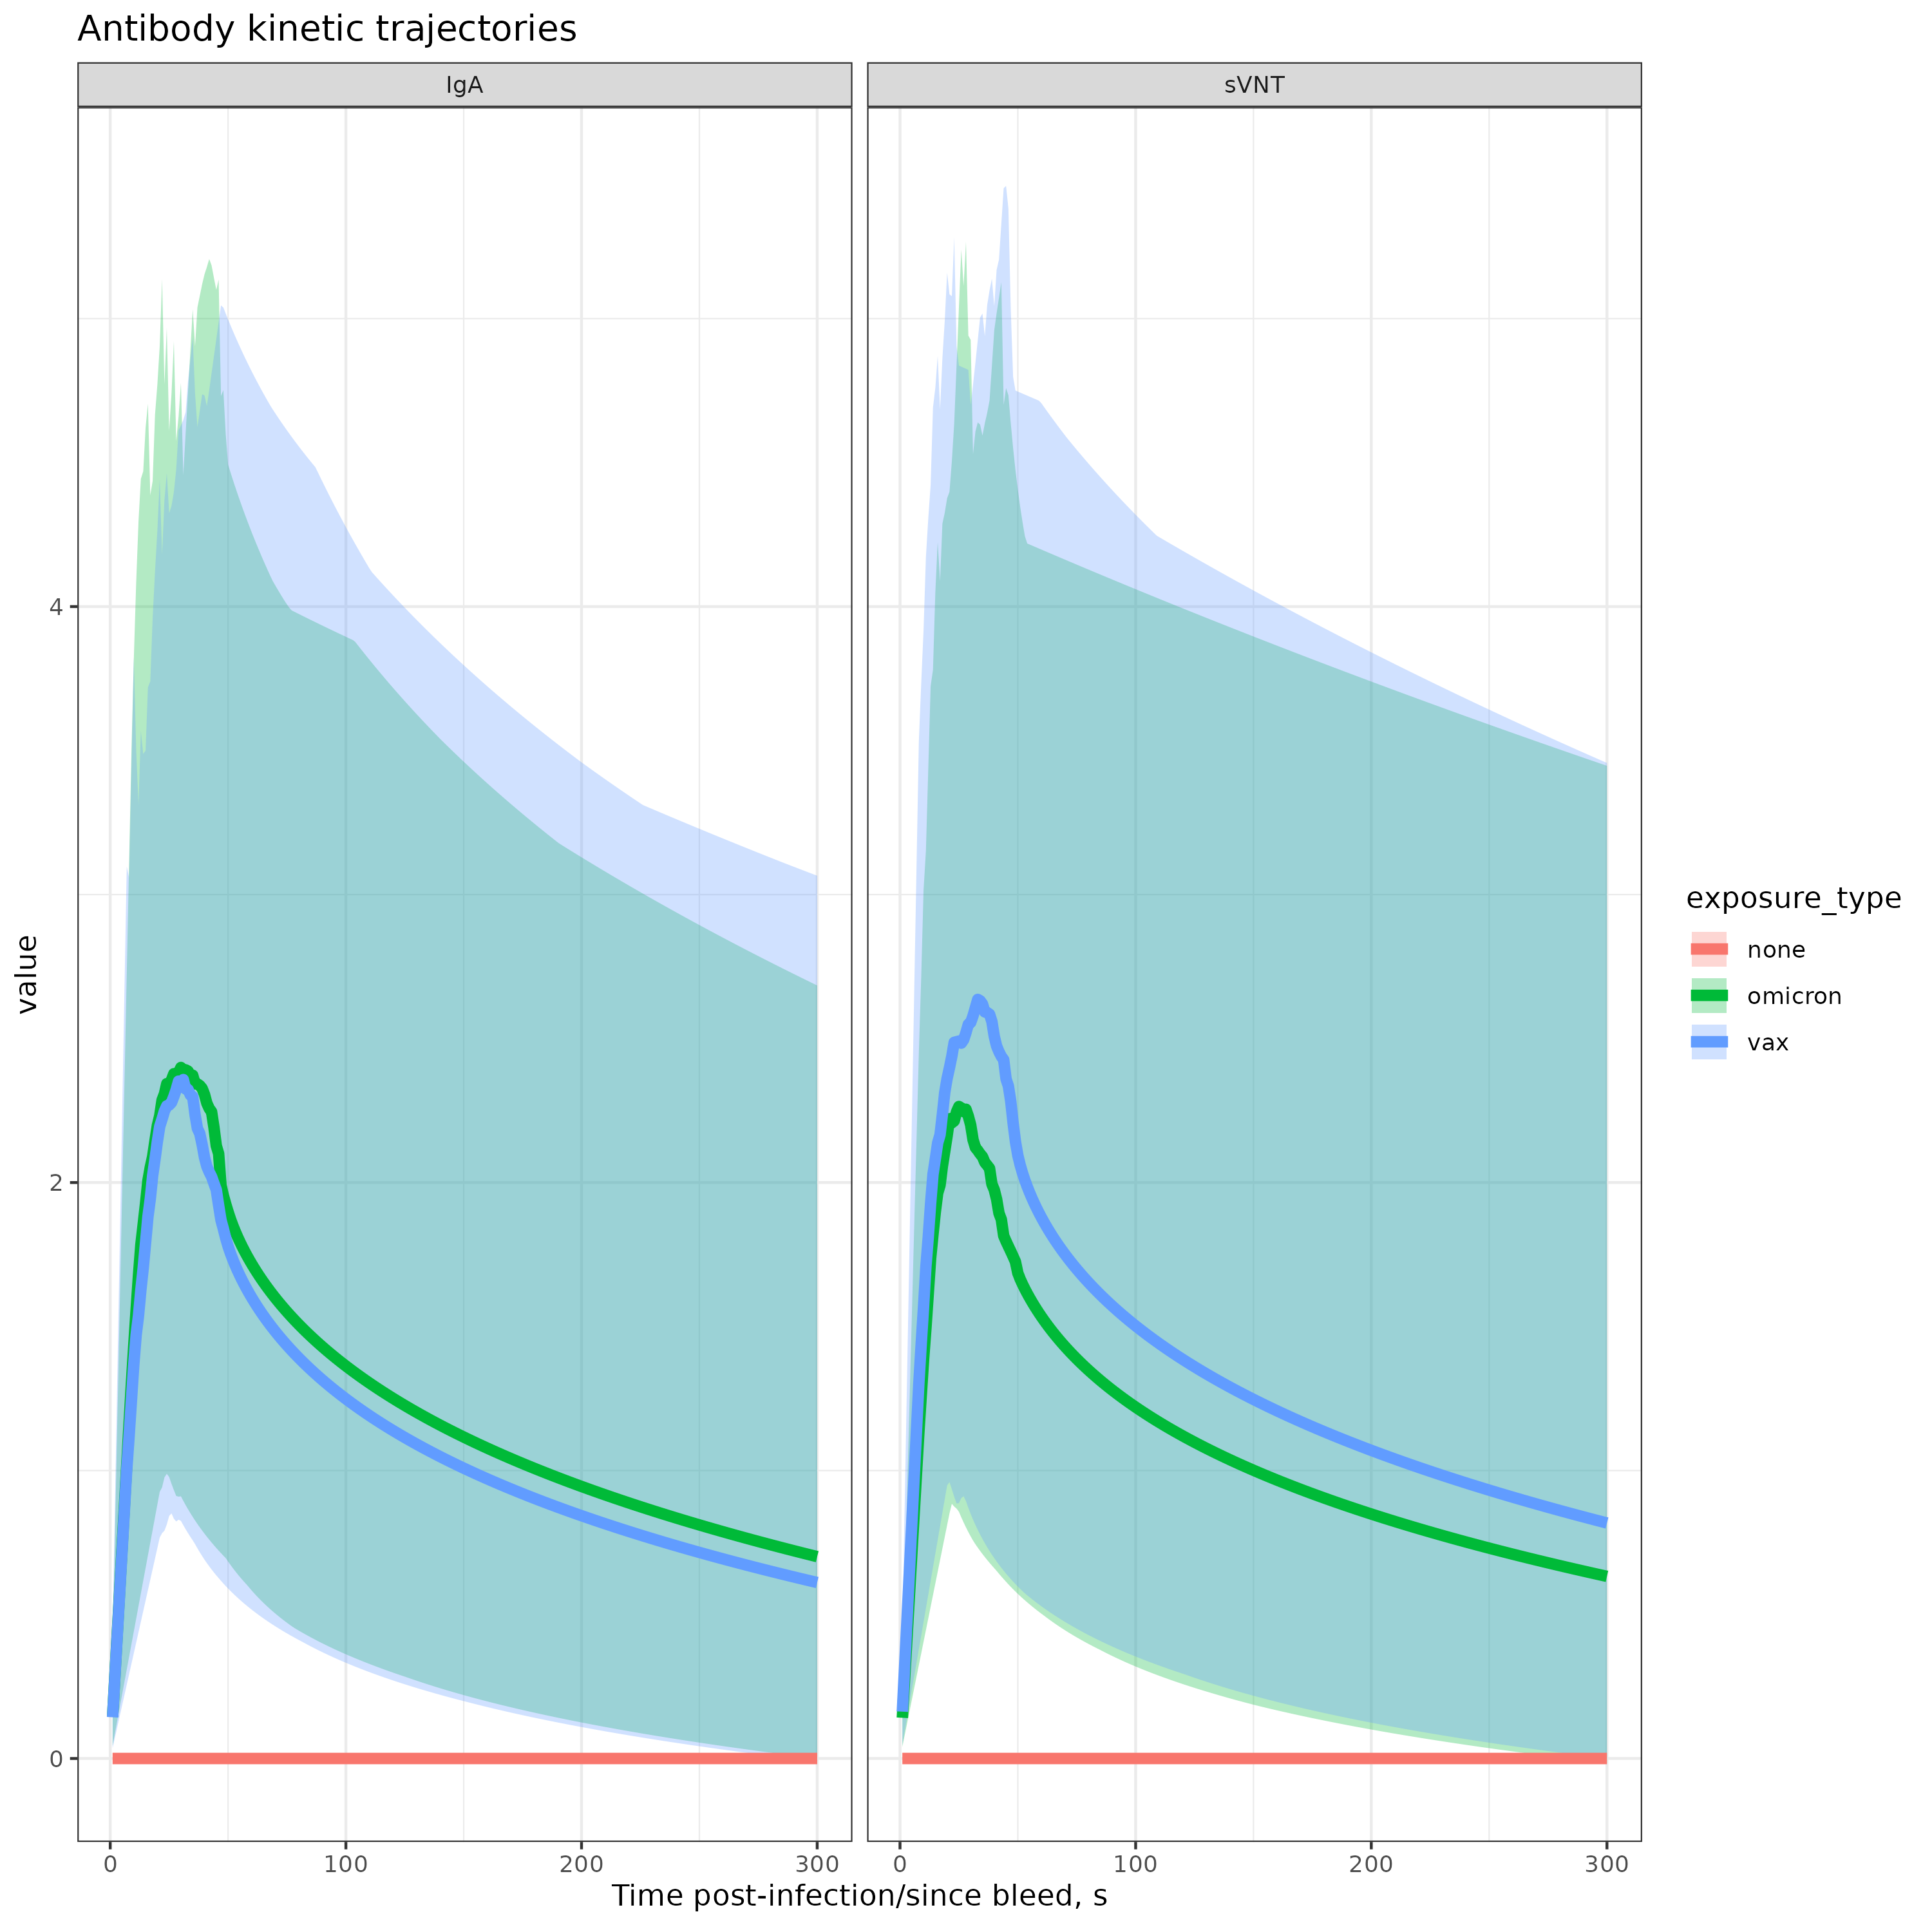 Antibody kinetic trajectories
IgA
sVNT
value
4
2
0
0 100 200 300
0 100 200 300
Time post-infection/since bleed, s
exposure_type
none
omicron
vax